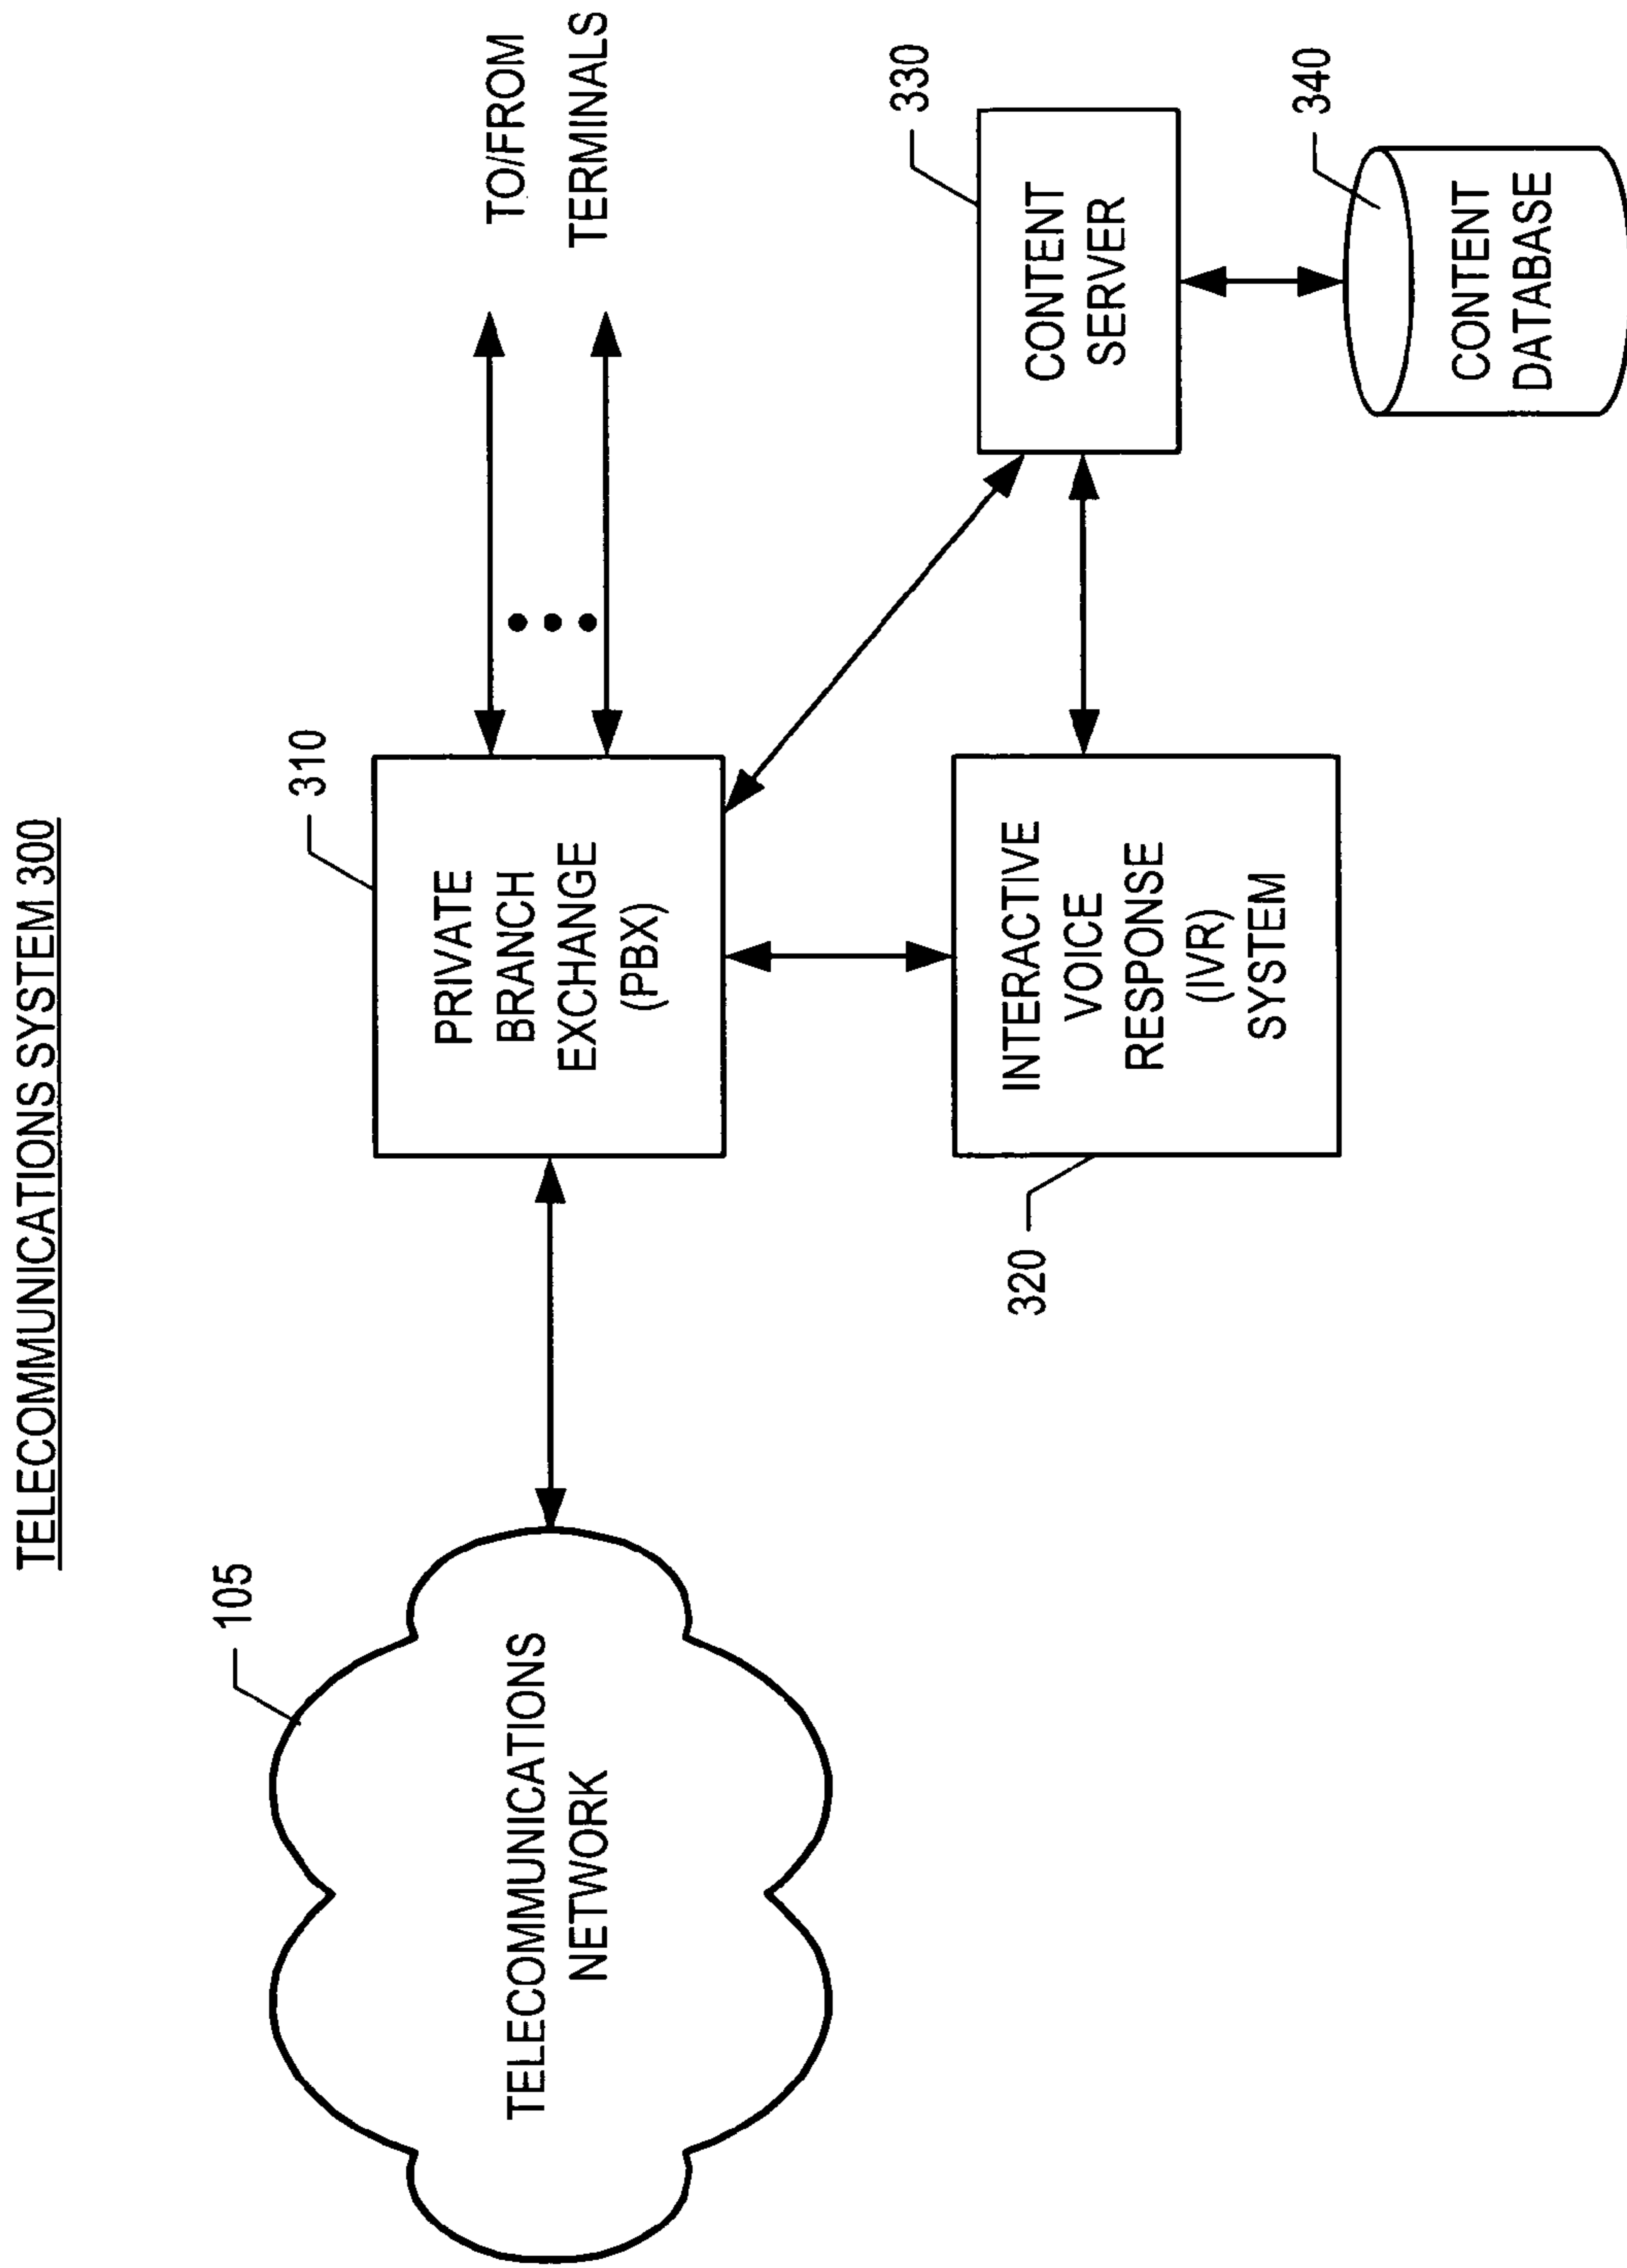 TELECOMMUNICATIONS SYSTEM 300
105
TELECOMMUNICATIONS
NETWORK
310
PRIVATE
BRANCH
EXCHANGE
(PBX)
TO/FROM
TERMINALS
320
INTERACTIVE
VOICE
RESPONSE
(IVR)
SYSTEM
330
CONTENT
SERVER
340
CONTENT
DATABASE